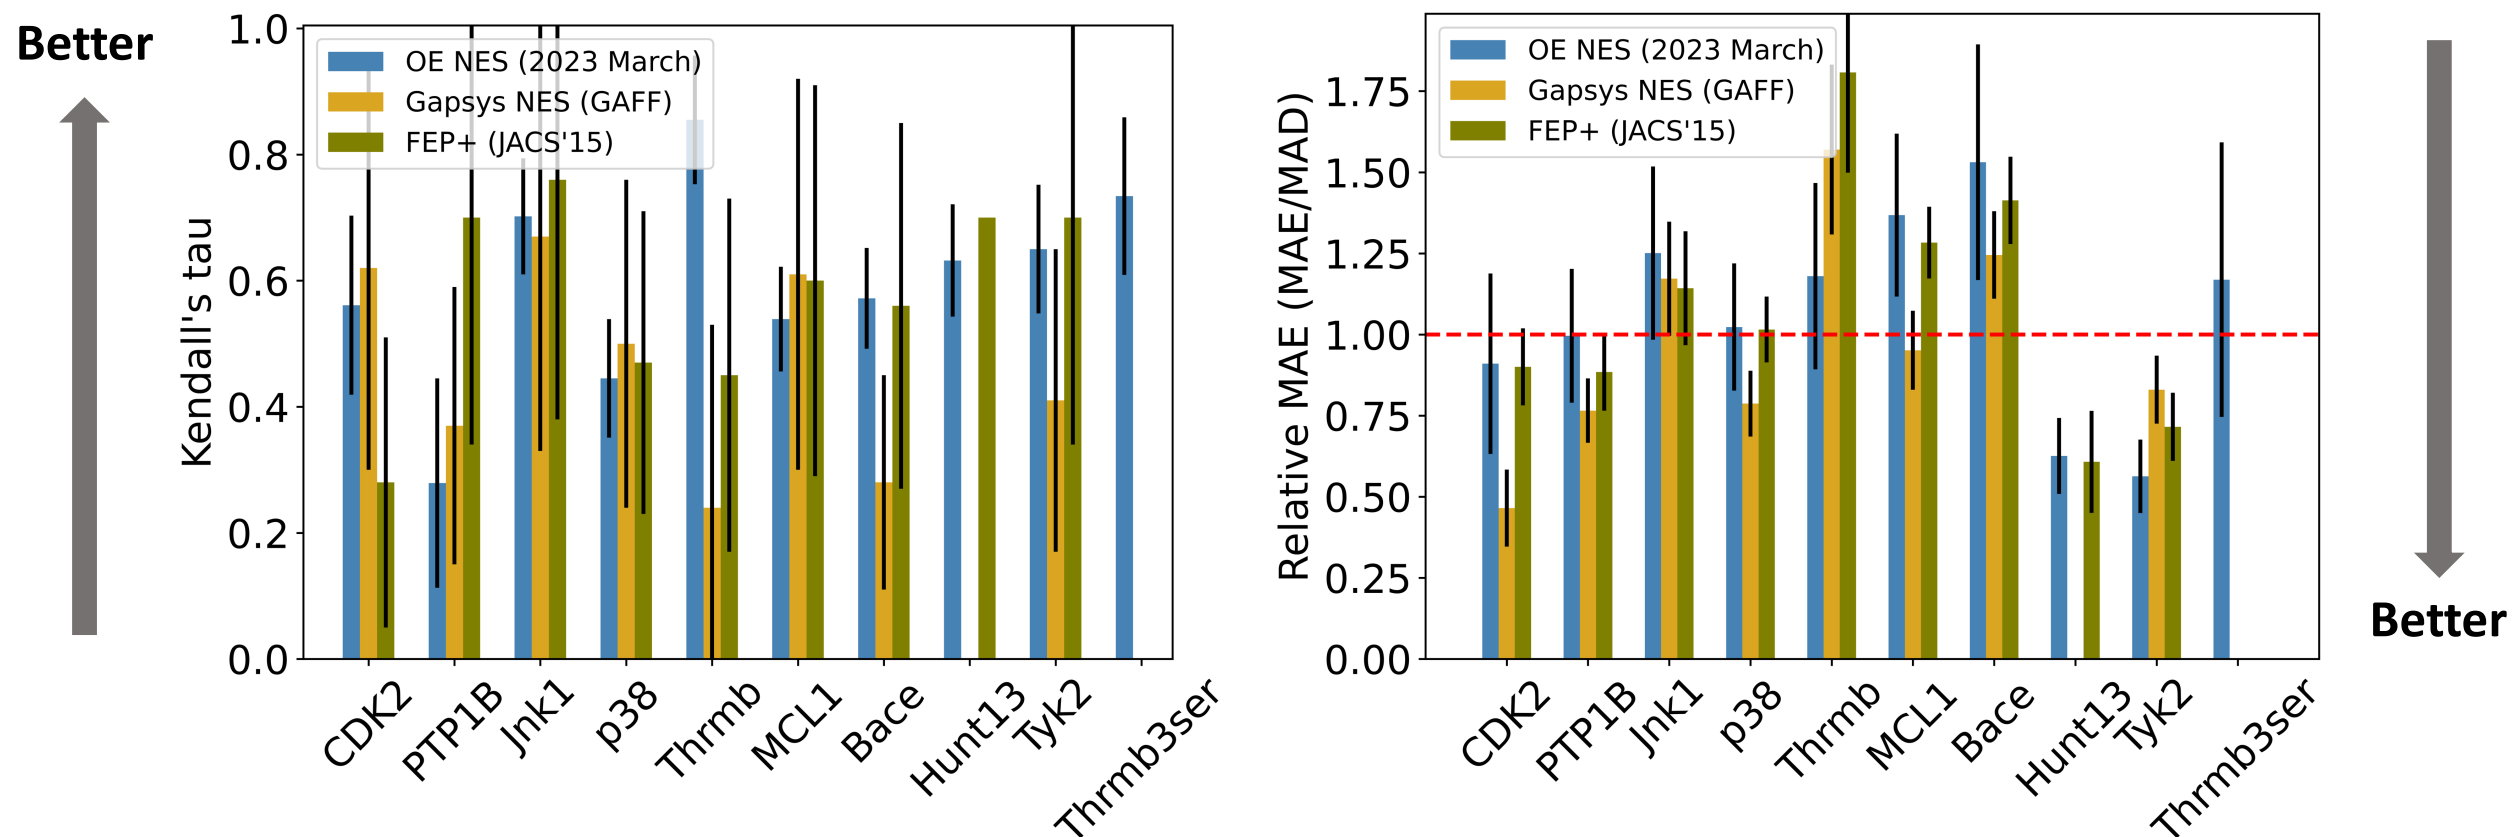 Better
Kendall's tau
1.0
0.8
0.6
0.4
0.2
0.0
OE NES (2023 March)
Gapsys NES (GAFF)
FEP+ (JACS'15)
CDK2
PTP1B
Jnk1
p38
Thrmb
MCL1
Bace
Hunt13
Tyk2
Thrmb3ser
Relative MAE (MAE/MAD)
1.75
1.50
1.25
1.00
0.75
0.50
0.25
0.00
OE NES (2023 March)
Gapsys NES (GAFF)
FEP+ (JACS'15)
CDK2
PTP1B
Jnk1
p38
Thrmb
MCL1
Bace
Hunt13
Tyk2
Thrmb3ser
Better